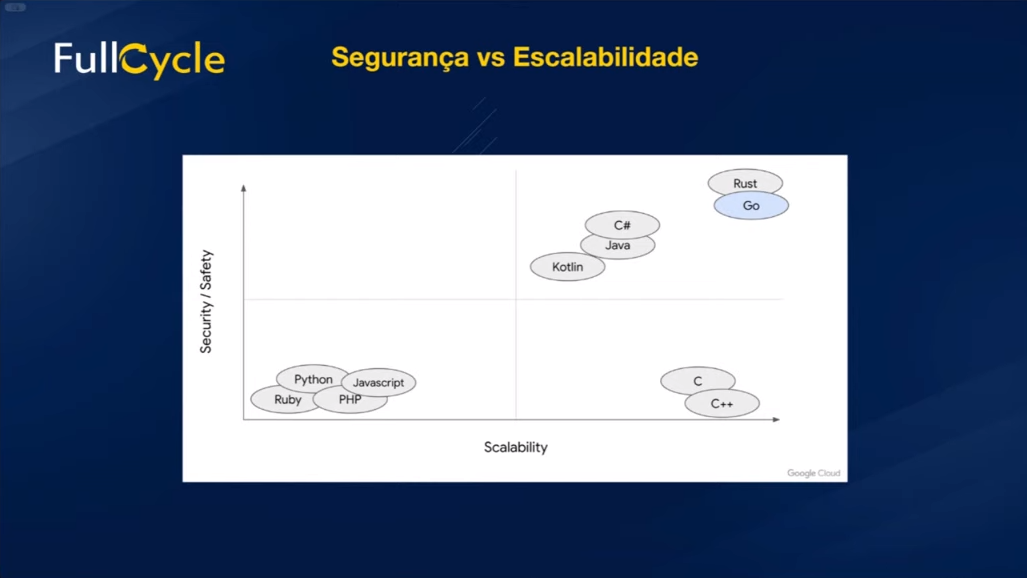 FullCycle
Segurança vs Escalabilidade
Rust
Go
C#
Java
Kotlin
Security / Safety
Python
Javascript
Ruby
PHP
C
C++
Scalability
Google Cloud